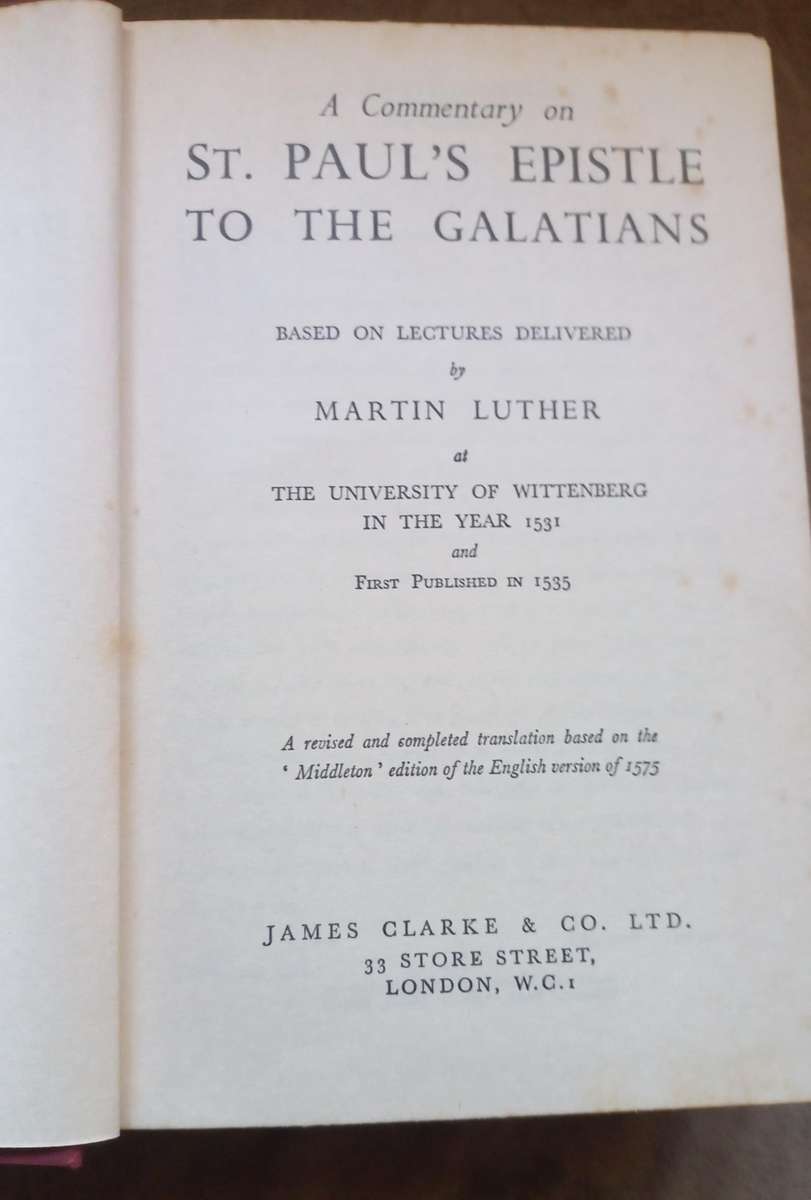 A Commentary on
ST. PAUL'S EPISTLE
TO THE GALATIANS
BASED ON LECTURES DELIVERED
by
MARTIN LUTHER
at
THE UNIVERSITY OF WITTENBERG
IN THE YEAR 1531
and
FIRST PUBLISHED IN 1535
A revised and completed translation based on the
' Middleton ' edition of the English version of 1575
JAMES CLARKE & CO. LTD.
33 STORE STREET,
LONDON, W.C.1